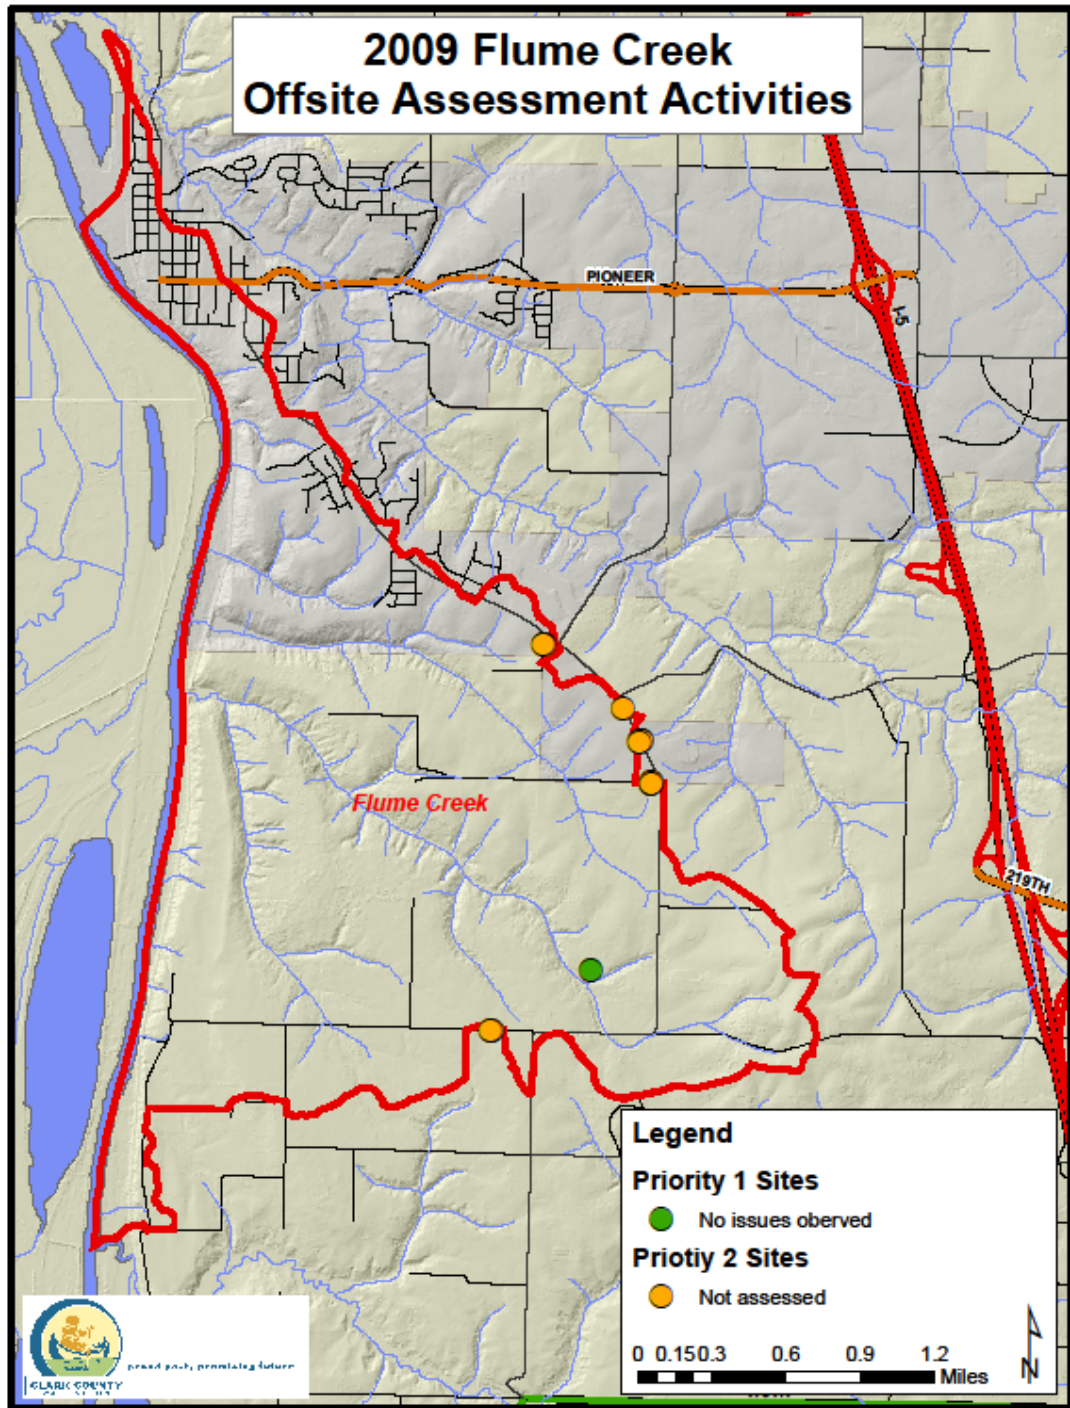 2009 Flume Creek
Offsite Assessment Activities
PIONEER
I-5
Flume Creek
219TH
Legend
Priority 1 Sites
No issues oberved
Priotiy 2 Sites
Not assessed
0 0.15 0.3 0.6 0.9 1.2
Miles
N
proud past, promising future
CLARK COUNTY